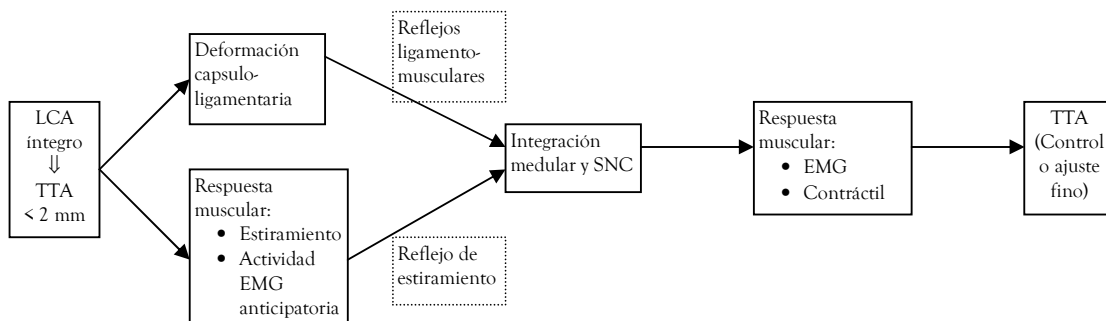 LCA
íntegro
⇓
TTA
< 2 mm
Deformación
capsulo-
ligamentaria
Respuesta
muscular:
• Estiramiento
• Actividad
EMG
anticipatoria
Reflejos
ligamento-
musculares
Reflejo de
estiramiento
Integración
medular y SNC
Respuesta
muscular:
• EMG
• Contráctil
TTA
(Control
o ajuste
fino)